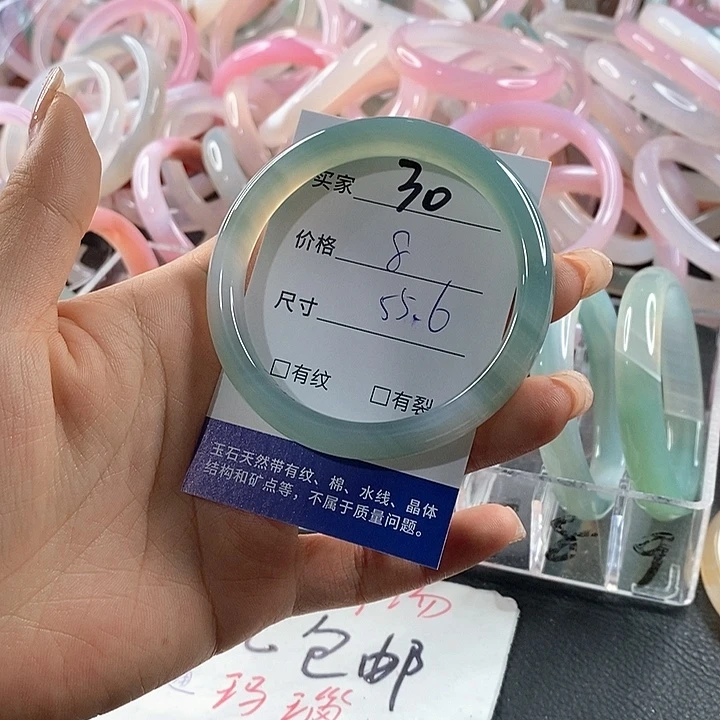 买家 30
价格 8
尺寸 55.6
□有纹 □有裂
玉石天然带有纹、棉、水线、晶体
结构和矿点等，不属于质量问题。
8 9
包邮
玛瑙